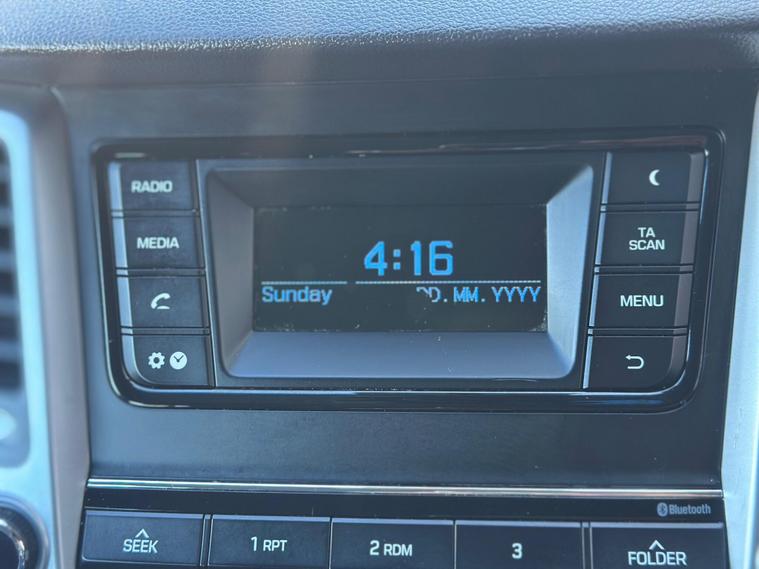 RADIO
MEDIA
4:16
Sunday DD.MM.YYYY
TA
SCAN
MENU
Bluetooth
SEEK
1 RPT
2 RDM
3
FOLDER